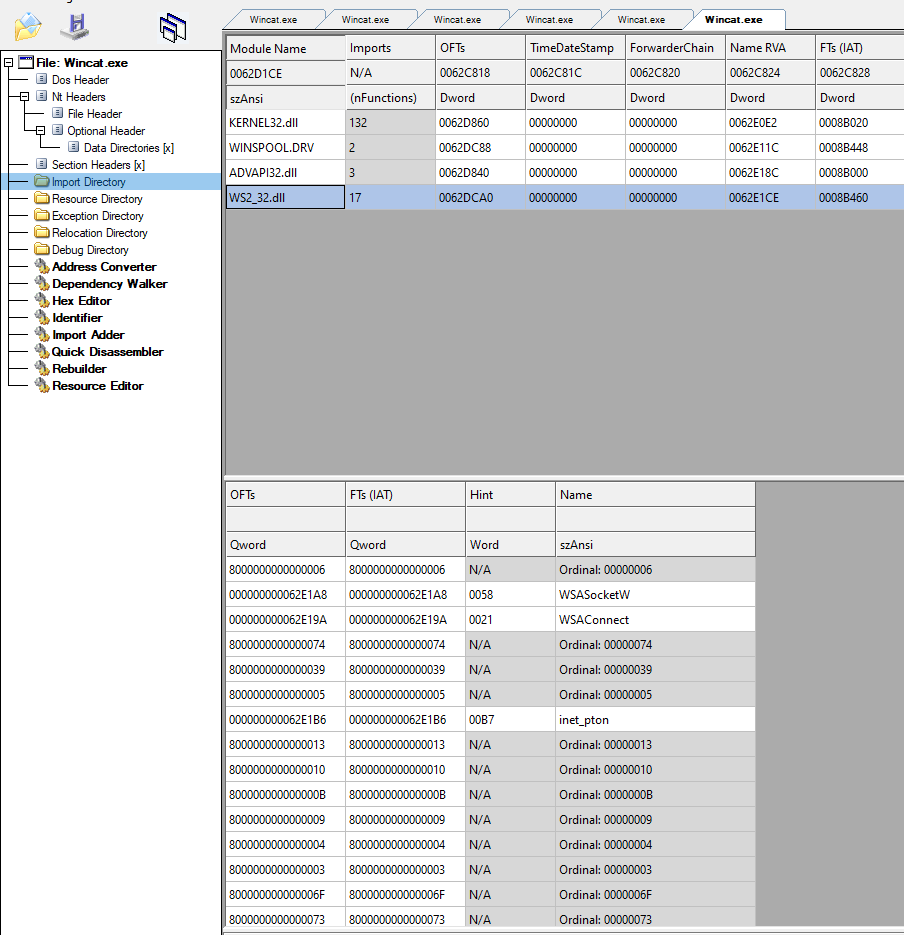 Wincat.exe Wincat.exe Wincat.exe Wincat.exe Wincat.exe Wincat.exe
File: Wincat.exe
Dos Header
Nt Headers
File Header
Optional Header
Data Directories [x]
Section Headers [x]
Import Directory
Resource Directory
Exception Directory
Relocation Directory
Debug Directory
Address Converter
Dependency Walker
Hex Editor
Identifier
Import Adder
Quick Disassembler
Rebuilder
Resource Editor
Module Name Imports OFTs TimeDateStamp ForwarderChain Name RVA FTs (IAT)
0062D1CE N/A 0062C818 0062C81C 0062C820 0062C824 0062C828
szAnsi (nFunctions) Dword Dword Dword Dword Dword
KERNEL32.dll 132 0062D860 00000000 00000000 0062E0E2 0008B020
WINSPOOL.DRV 2 0062DC88 00000000 00000000 0062E11C 0008B448
ADVAPI32.dll 3 0062D840 00000000 00000000 0062E18C 0008B000
WS2_32.dll 17 0062DCA0 00000000 00000000 0062E1CE 0008B460
OFTs FTs (IAT) Hint Name
Qword Qword Word szAnsi
8000000000000006 8000000000000006 N/A Ordinal: 00000006
000000000062E1A8 000000000062E1A8 0058 WSASocketW
000000000062E19A 000000000062E19A 0021 WSAConnect
8000000000000074 8000000000000074 N/A Ordinal: 00000074
8000000000000039 8000000000000039 N/A Ordinal: 00000039
8000000000000005 8000000000000005 N/A Ordinal: 00000005
000000000062E1B6 000000000062E1B6 00B7 inet_pton
8000000000000013 8000000000000013 N/A Ordinal: 00000013
8000000000000010 8000000000000010 N/A Ordinal: 00000010
800000000000000B 800000000000000B N/A Ordinal: 0000000B
8000000000000009 8000000000000009 N/A Ordinal: 00000009
8000000000000004 8000000000000004 N/A Ordinal: 00000004
8000000000000003 8000000000000003 N/A Ordinal: 00000003
800000000000006F 800000000000006F N/A Ordinal: 0000006F
8000000000000073 8000000000000073 N/A Ordinal: 00000073